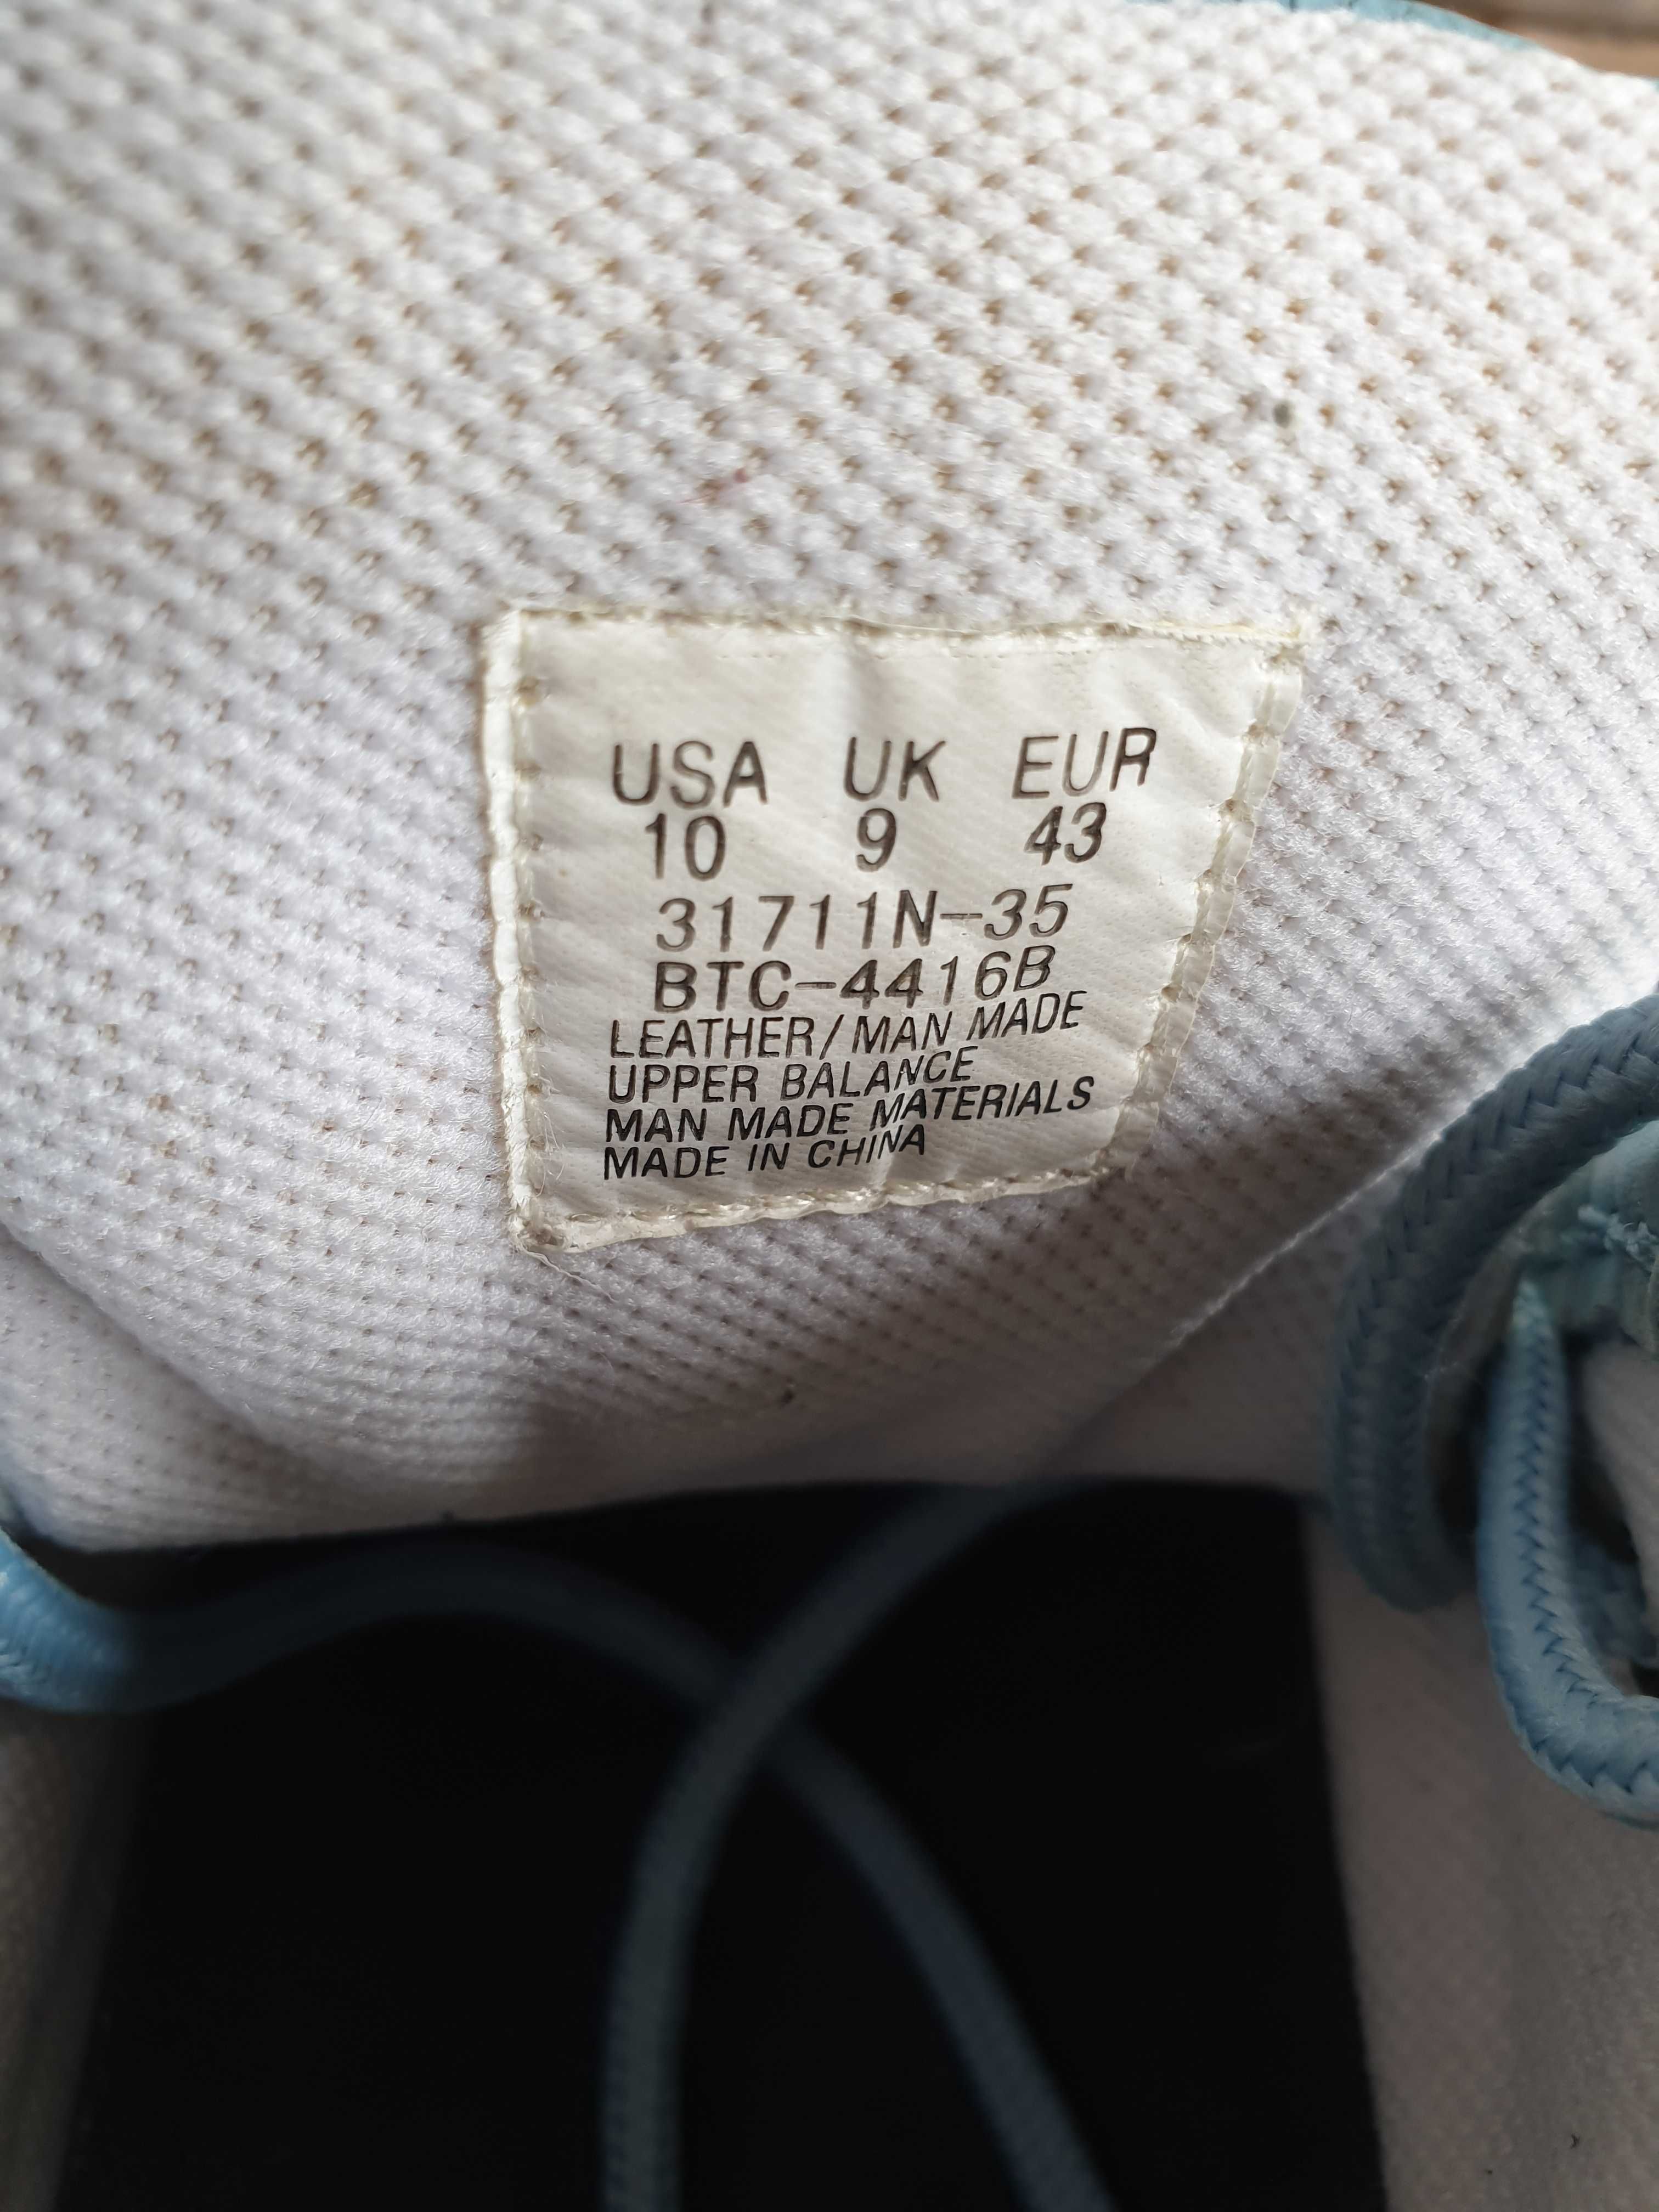 USA UK EUR
10 9 43
31711N-35
BTC-4416B
LEATHER/MAN MADE
UPPER BALANCE
MAN MADE MATERIALS
MADE IN CHINA